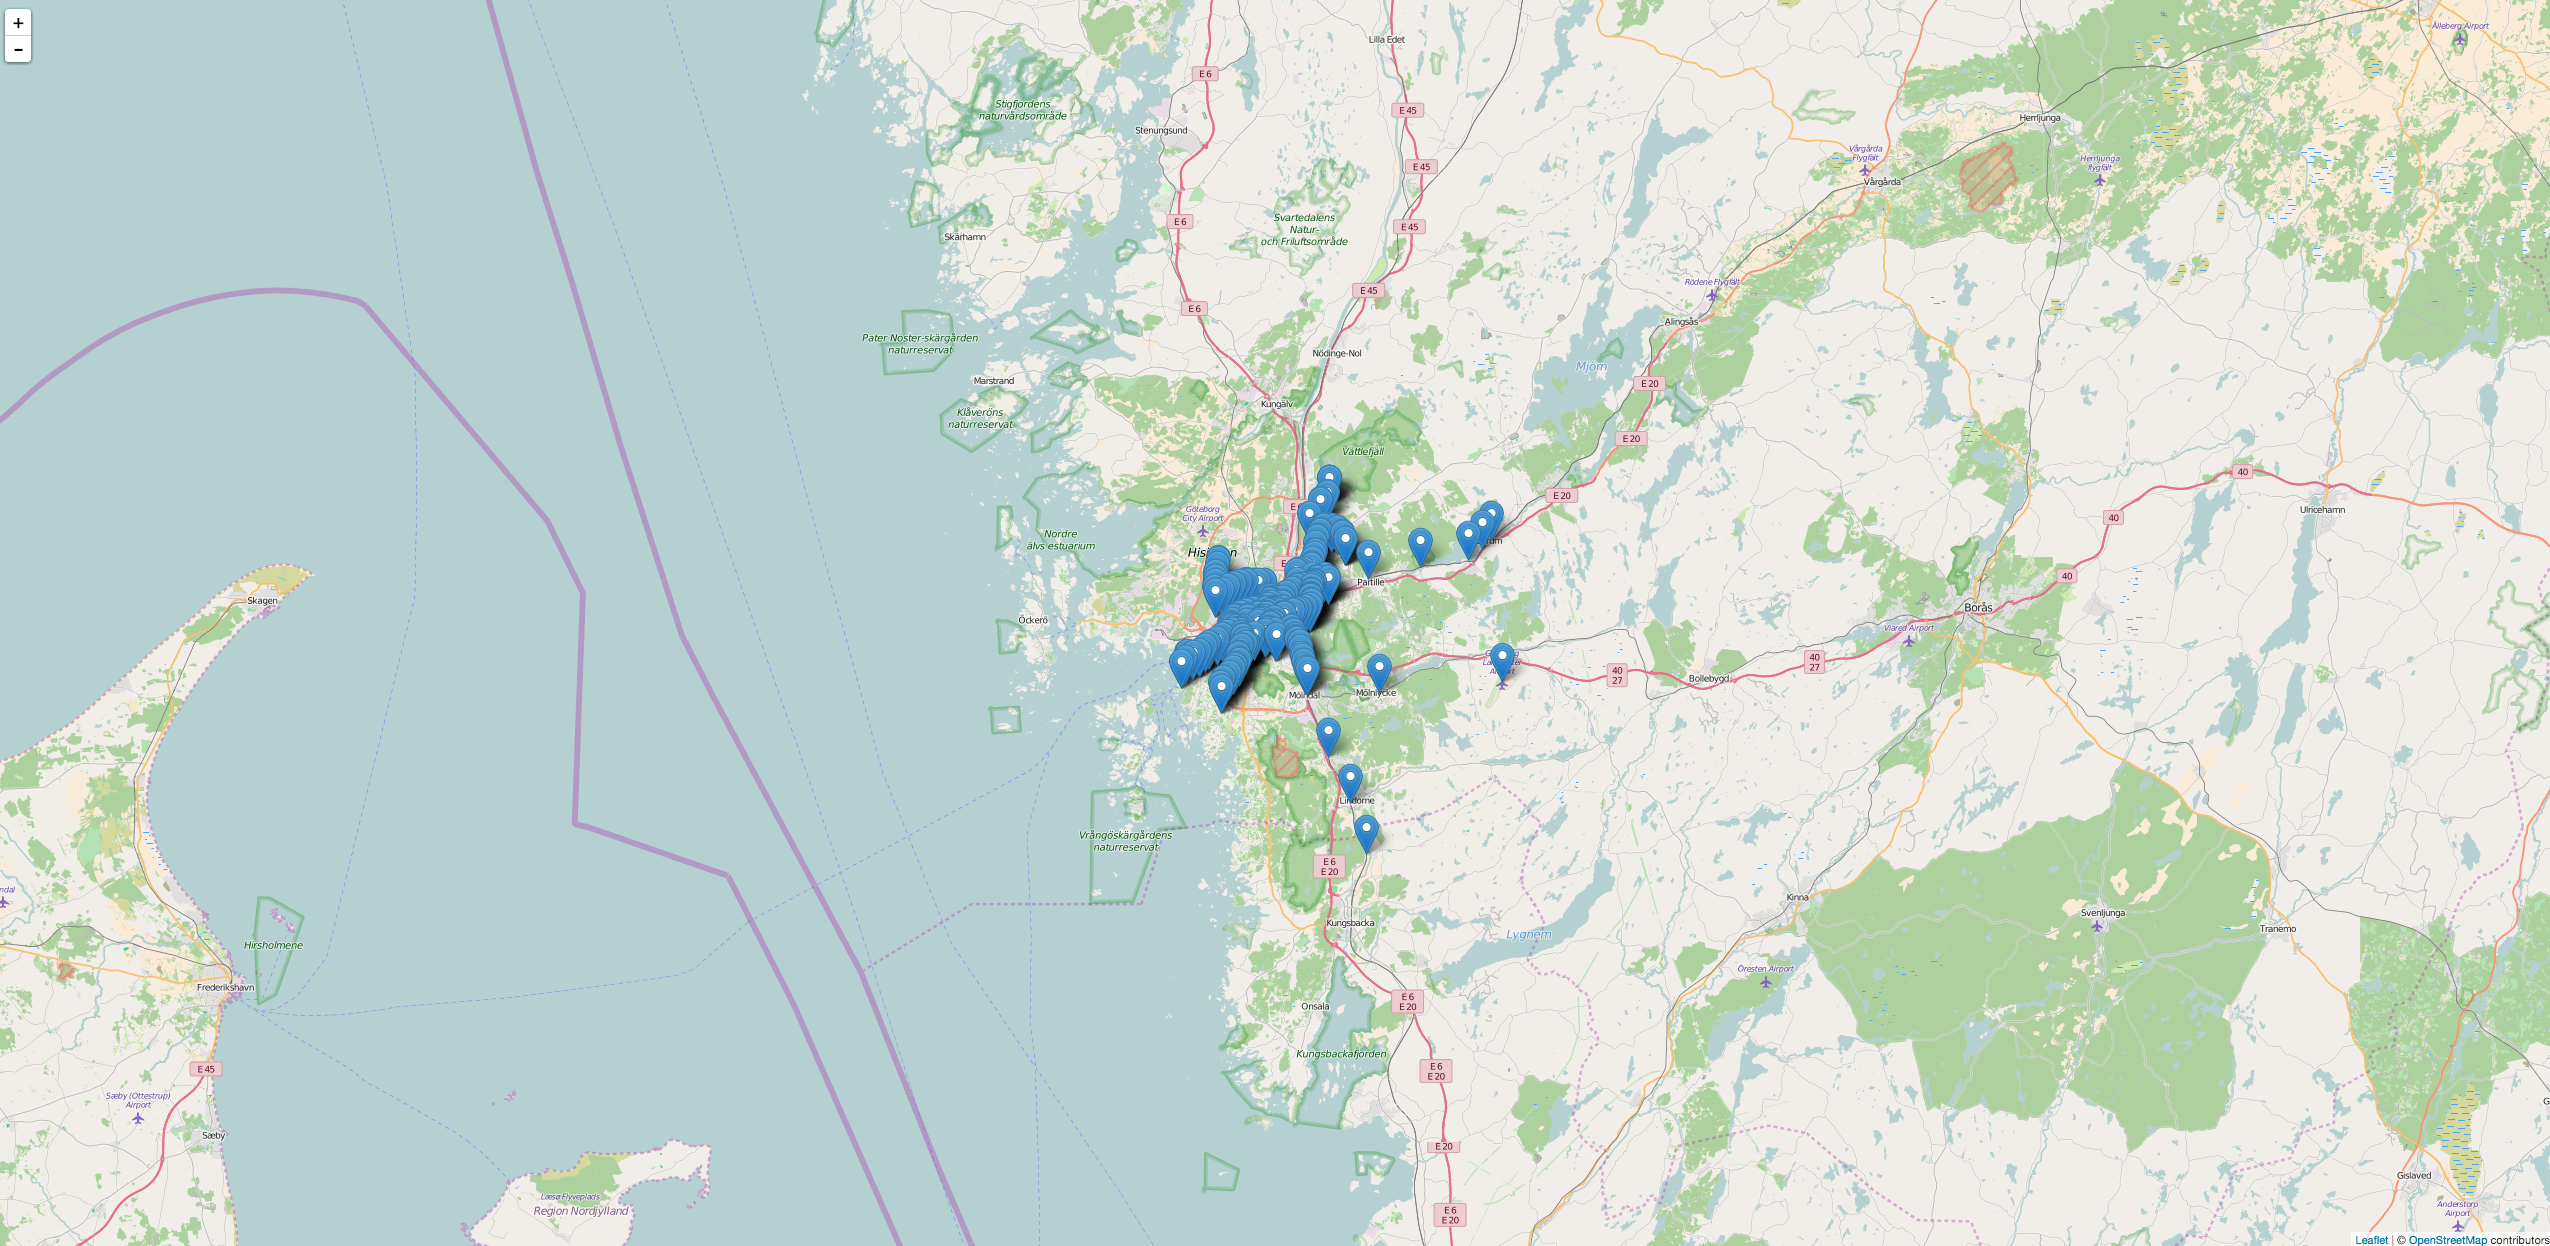 +
-
Lilla Edet
Ålleberg Airport
E 6
Stigfjordens
naturvårdsområde
E 45
Herrljunga
Stenungsund
Vårgårda
Flygfält
Herrljunga
flygfält
E 45
Vårgårda
E 6
Svartedalens
Natur-
och Friluftsområde
E 45
Skärhamn
Rödene Flygfält
E 45
E 6
Alingsås
Pater Noster-skärgården
naturreservat
Nödinge-Nol
Mjörn
Marstrand
E 20
Kungälv
Klåveröns
naturreservat
E 20
Vättlefjäll
40
E 20
Ulricehamn
Göteborg
City Airport
40
Nordre
älvs estuarium
Partille
40
Skagen
Borås
Öckerö
Viared Airport
40
27
40
27
Bollebygd
Mölndal
Mölnlycke
Lindome
Vrångöskärgårdens
naturreservat
E 6
E 20
Kinna
Svenljunga
Kungsbacka
Tranemo
Lygnern
Hirsholmene
Öresten Airport
Frederikshavn
E 6
E 20
Onsala
Kungsbackafjorden
E 45
E 6
E 20
Sæby (Ottestrup)
Airport
Sæby
E 20
Gislaved
Læsø Flyveplads
Region Nordjylland
E 6
E 20
Anderstorp
Airport
Leaflet | © OpenStreetMap contributors